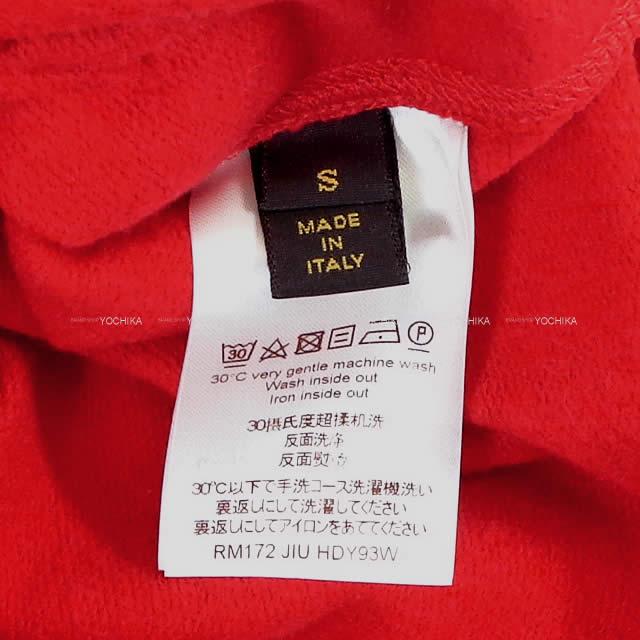 S
MADE
IN
ITALY
YOCHIKA
YOCHIKA
YOCHIKA
30 P
30°C very gentle machine wash
Wash inside out
Iron inside out
30摄氏度超揉机洗
反面洗净
反面熨
30°C以下で手洗コース洗濯機洗い
裏返しにして洗濯してください
裏返しにしてアイロンをあててください
RM172 JIU HDY93W